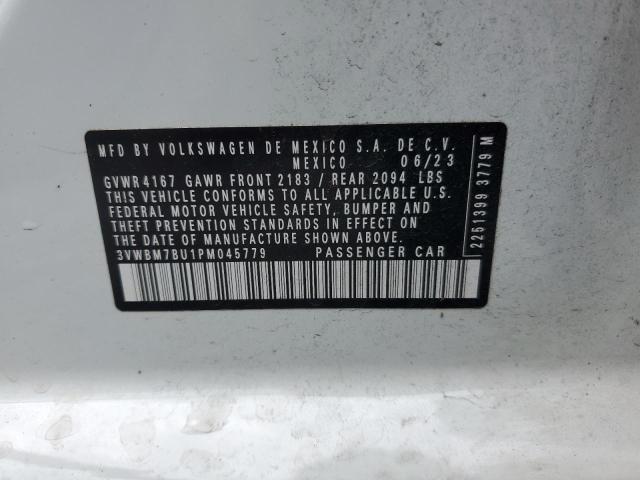 MFD BY VOLKSWAGEN DE MEXICO S.A. DE C.V.
MEXICO 06/23
GVWR 4167 GAWR FRONT 2183 / REAR 2094 LBS
THIS VEHICLE CONFORMS TO ALL APPLICABLE U.S.
FEDERAL MOTOR VEHICLE SAFETY, BUMPER AND
THEFT PREVENTION STANDARDS IN EFFECT ON
THE DATE OF MANUFACTURE SHOWN ABOVE.
3VWBM7BU1PM045779 PASSENGER CAR
2251399 3779 M